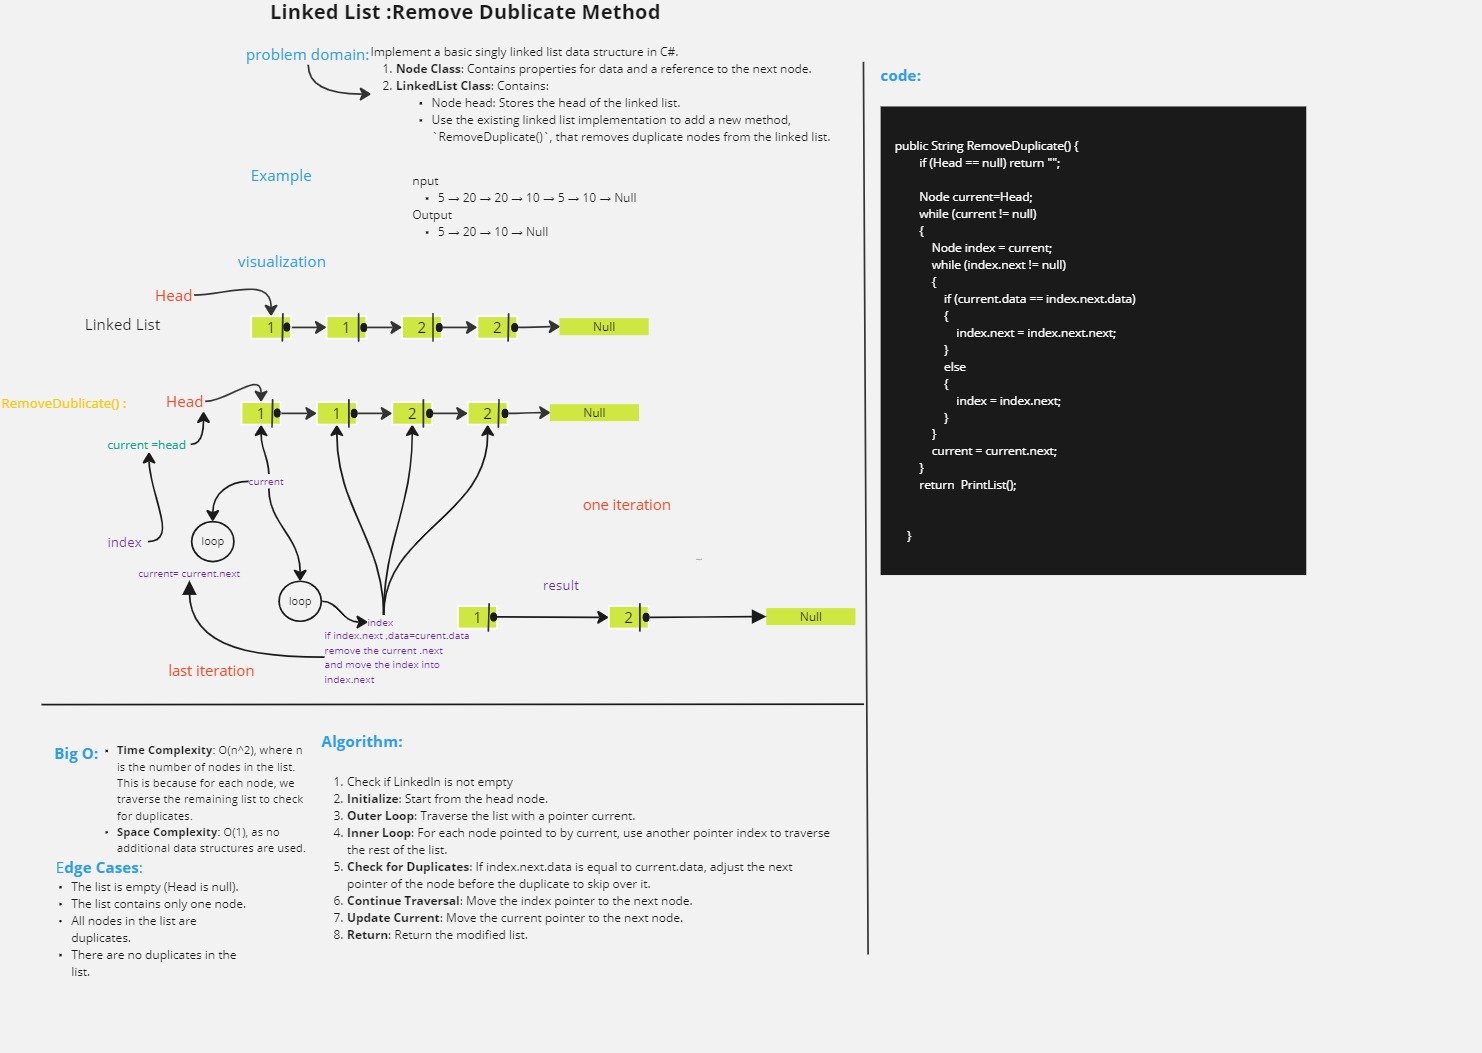 Linked List :Remove Dublicate Method
problem domain:
Implement a basic singly linked list data structure in C#.
1. Node Class: Contains properties for data and a reference to the next node.
2. LinkedList Class: Contains:
• Node head: Stores the head of the linked list.
• Use the existing linked list implementation to add a new method,
`RemoveDuplicate()`, that removes duplicate nodes from the linked list.
Example
nput
• 5 → 20 → 20 → 10 → 5 → 10 → Null
Output
• 5 → 20 → 10 → Null
visualization
Head
Linked List
1 1 2 2 Null
RemoveDublicate() :
Head
1 1 2 2 Null
current =head
current
one iteration
index
loop
current= current.next
result
loop
index
if index.next ,data=curent.data
remove the current .next
and move the index into
index.next
1 2 Null
last iteration
Big O:
• Time Complexity: O(n^2), where n
is the number of nodes in the list.
This is because for each node, we
traverse the remaining list to check
for duplicates.
• Space Complexity: O(1), as no
additional data structures are used.
Edge Cases:
• The list is empty (Head is null).
• The list contains only one node.
• All nodes in the list are
duplicates.
• There are no duplicates in the
list.
Algorithm:
1. Check if LinkedIn is not empty
2. Initialize: Start from the head node.
3. Outer Loop: Traverse the list with a pointer current.
4. Inner Loop: For each node pointed to by current, use another pointer index to traverse
the rest of the list.
5. Check for Duplicates: If index.next.data is equal to current.data, adjust the next
pointer of the node before the duplicate to skip over it.
6. Continue Traversal: Move the index pointer to the next node.
7. Update Current: Move the current pointer to the next node.
8. Return: Return the modified list.
code:
public String RemoveDuplicate() {
if (Head == null) return "";
Node current=Head;
while (current != null)
{
Node index = current;
while (index.next != null)
{
if (current.data == index.next.data)
{
index.next = index.next.next;
}
else
{
index = index.next;
}
}
current = current.next;
}
return  PrintList();
}